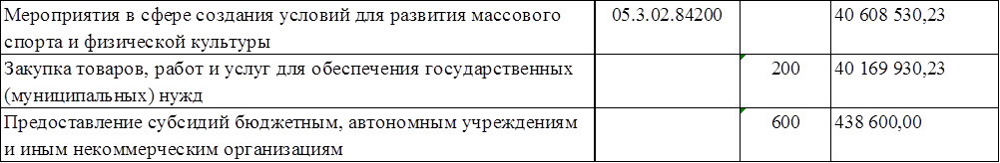 Мероприятия в сфере создания условий для развития массового спорта и физической культуры 05.3.02.84200 40 608 530,23
Закупка товаров, работ и услуг для обеспечения государственных (муниципальных) нужд 200 40 169 930,23
Предоставление субсидий бюджетным, автономным учреждениям и иным некоммерческим организациям 600 438 600,00